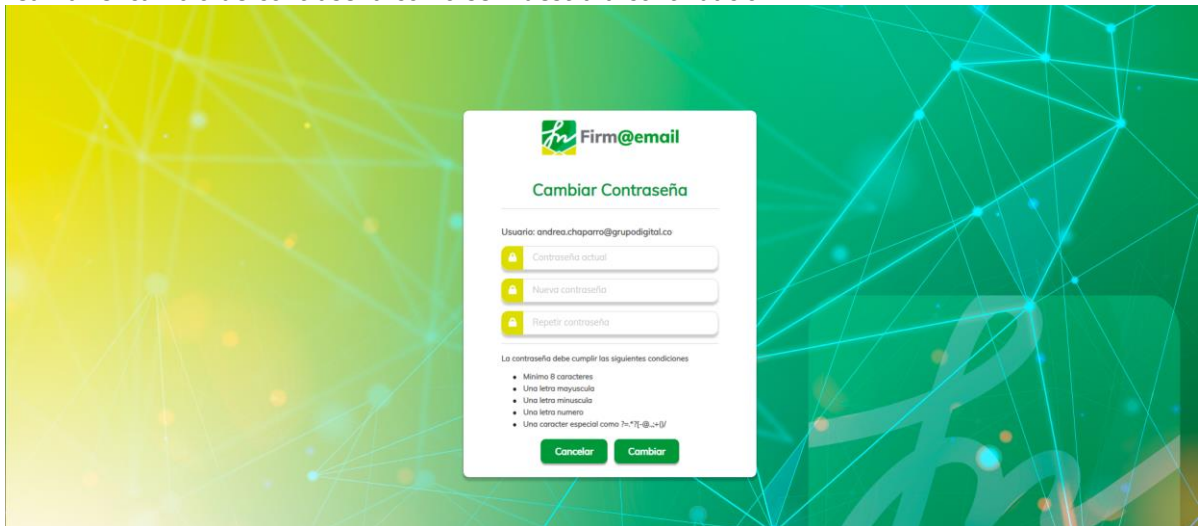 Firm@email
Cambiar Contraseña
Usuario: andrea.chaparro@grupodigital.co
Contraseña actual
Nueva contraseña
Repetir contraseña
La contraseña debe cumplir las siguientes condiciones
Minimo 8 caracteres
Una letra mayuscula
Una letra minuscula
Una letra numero
Una caracter especial como
Cancelar Cambiar